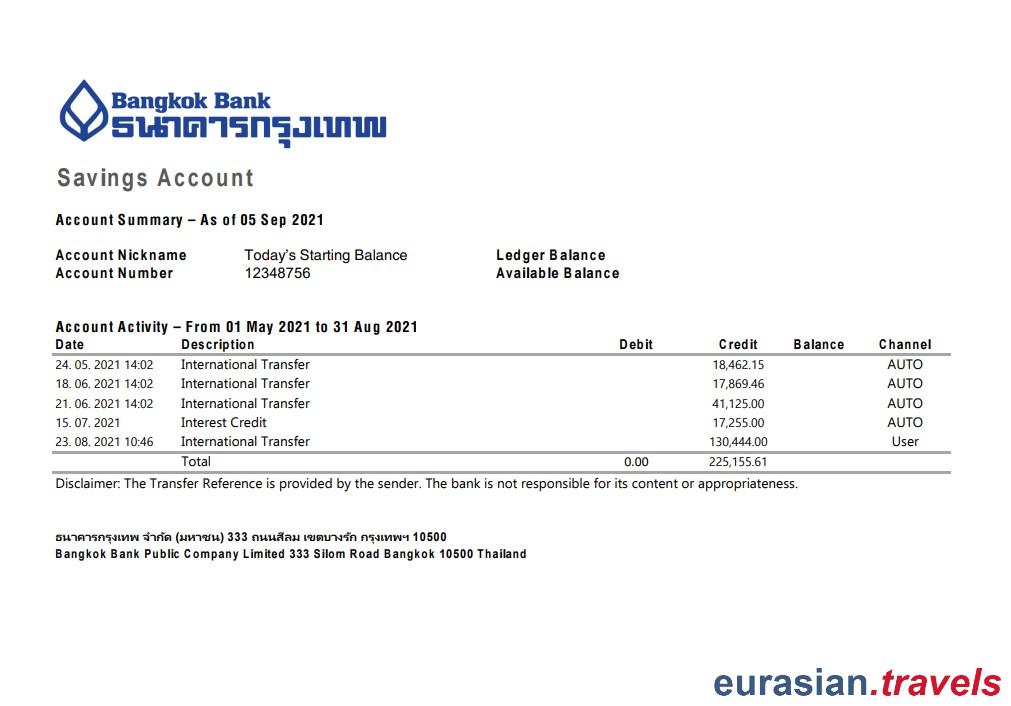 Bangkok Bank
ธนาคารกรุงเทพ
Savings Account
Account Summary – As of 05 Sep 2021
Account Nickname Today's Starting Balance Ledger Balance
Account Number 12348756 Available Balance
Account Activity – From 01 May 2021 to 31 Aug 2021
Date Description Debit Credit Balance Channel
24. 05. 2021 14:02 International Transfer 18,462.15 AUTO
18. 06. 2021 14:02 International Transfer 17,869.46 AUTO
21. 06. 2021 14:02 International Transfer 41,125.00 AUTO
15. 07. 2021 Interest Credit 17,255.00 AUTO
23. 08. 2021 10:46 International Transfer 130,444.00 User
Total 0.00 225,155.61
Disclaimer: The Transfer Reference is provided by the sender. The bank is not responsible for its content or appropriateness.
ธนาคารกรุงเทพ จำกัด (มหาชน) 333 ถนนสีลม เขตบางรัก กรุงเทพฯ 10500
Bangkok Bank Public Company Limited 333 Silom Road Bangkok 10500 Thailand
eurasian.travels